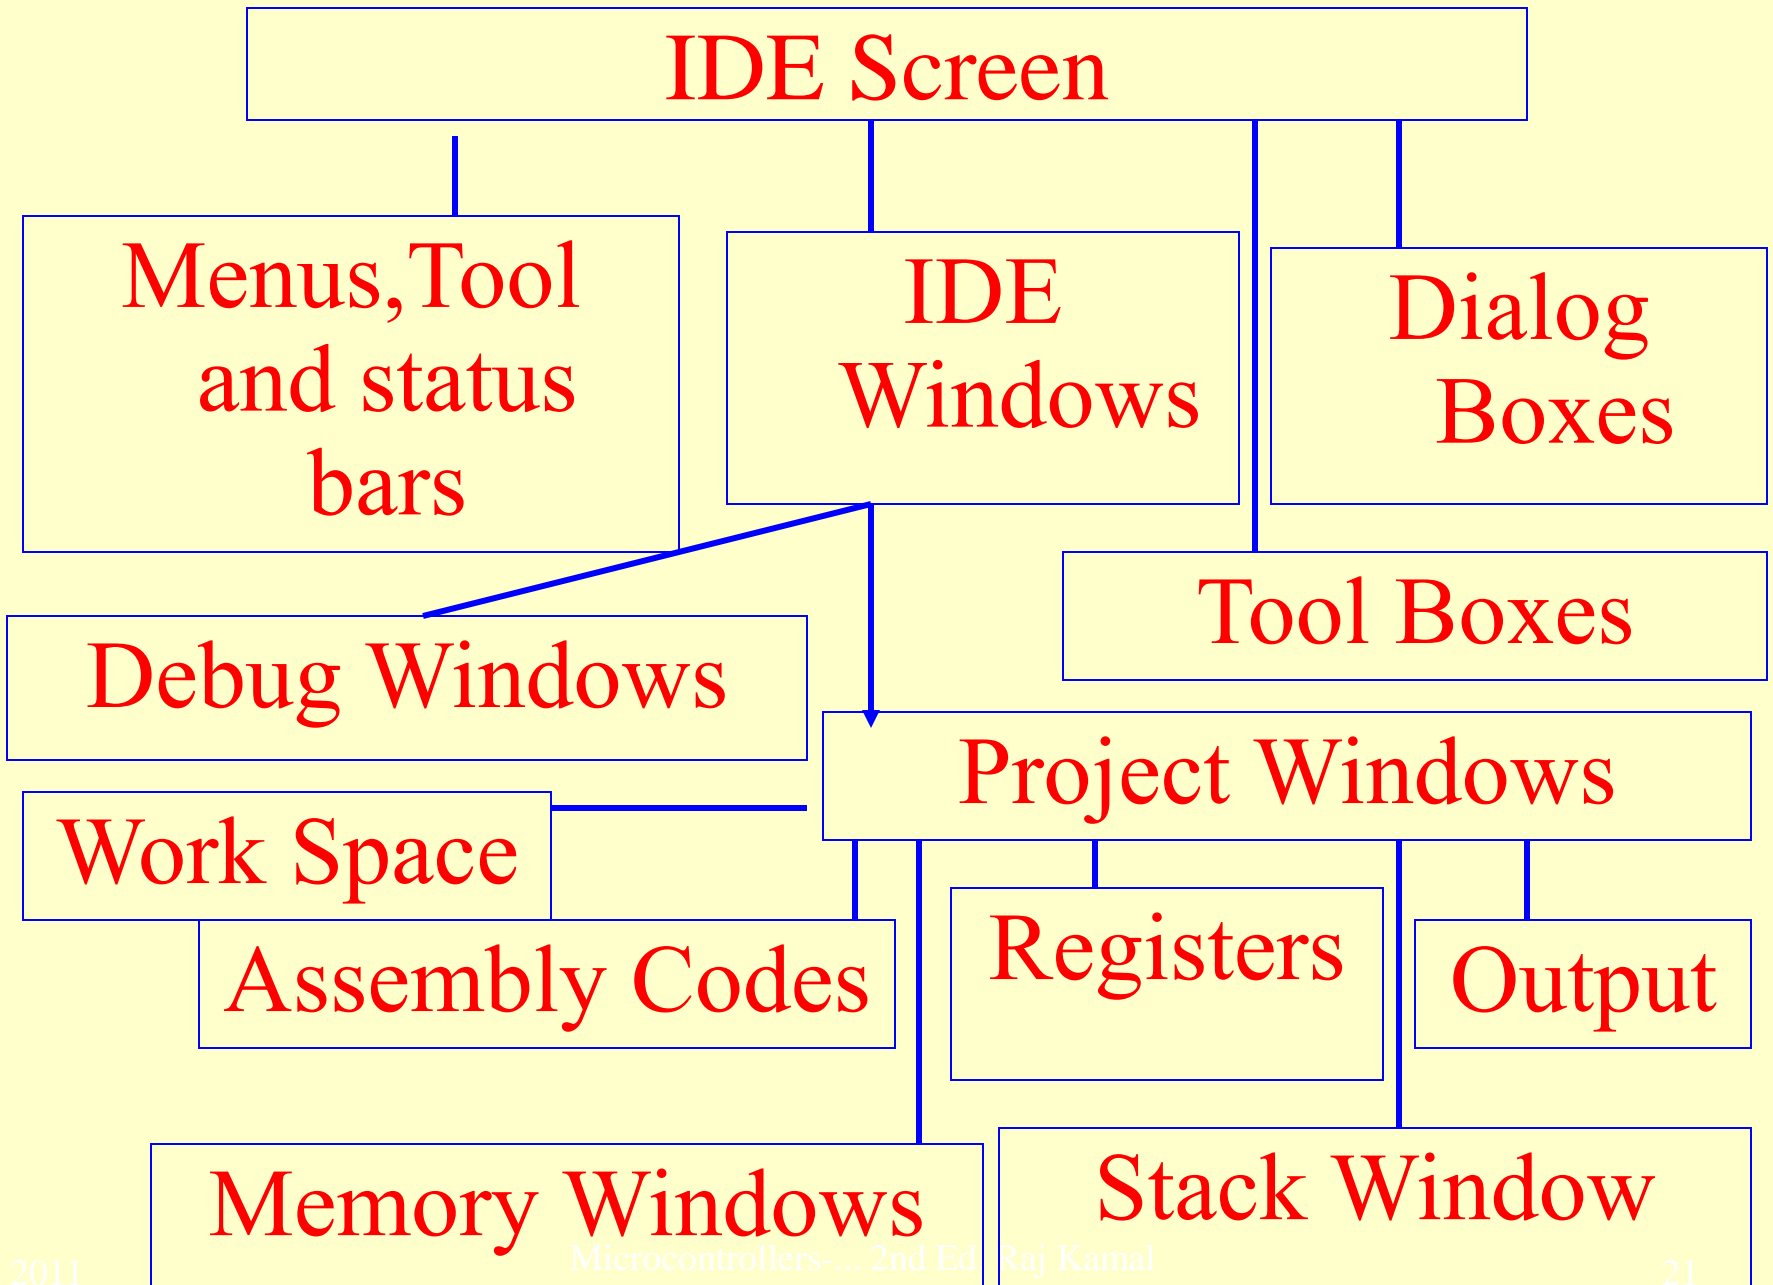 IDE Screen
Menus,Tool
and status
bars
IDE
Windows
Dialog
Boxes
Tool Boxes
Debug Windows
Project Windows
Work Space
Assembly Codes
Registers
Output
Memory Windows
Stack Window
2011
Microcontrollers-... 2nd Ed. Raj Kamal
21